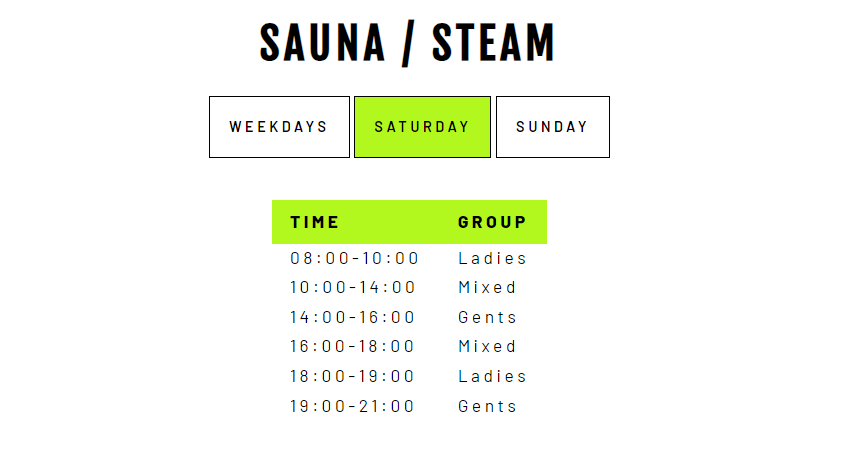 SAUNA / STEAM
WEEKDAYS SATURDAY SUNDAY
TIME GROUP
08:00-10:00 Ladies
10:00-14:00 Mixed
14:00-16:00 Gents
16:00-18:00 Mixed
18:00-19:00 Ladies
19:00-21:00 Gents